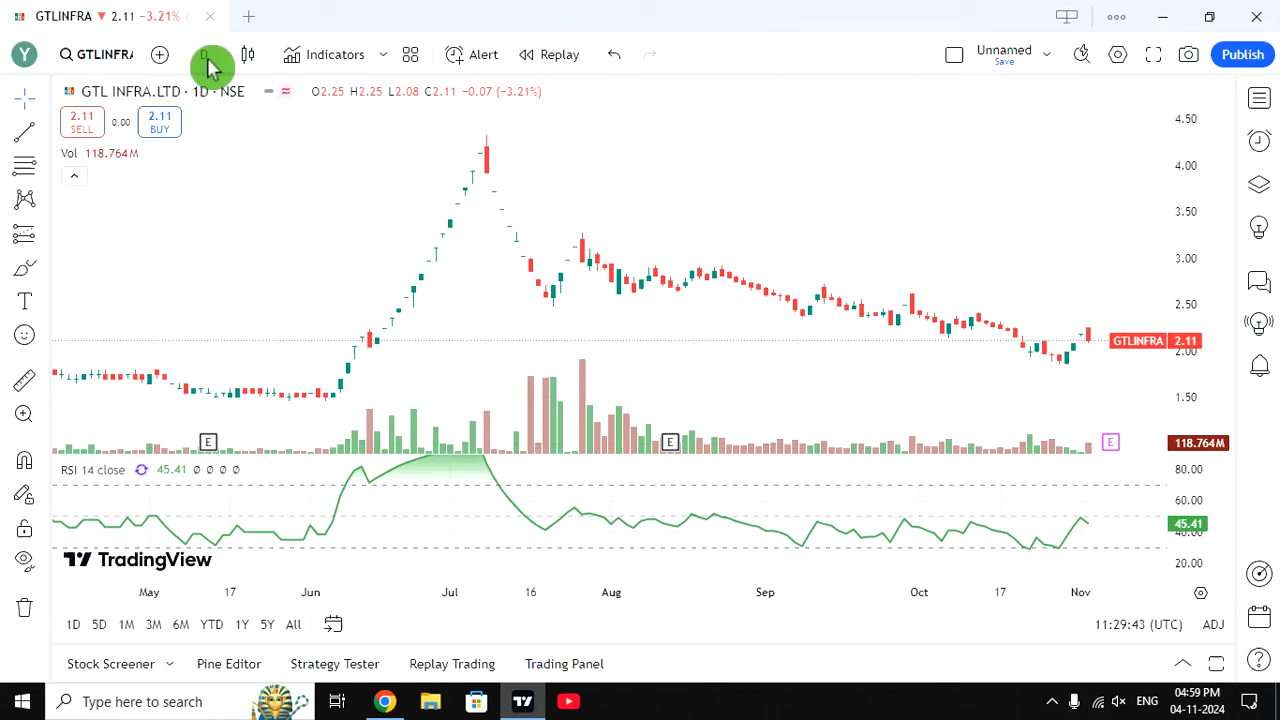 GTLINFRA ▼ 2.11 −3.21% /
Y
GTLINFRA
D
Indicators
Alert
Replay
Unnamed
Save
Publish
GTL INFRA.LTD · 1D · NSE
O2.25 H2.25 L2.08 C2.11 −0.07 (−3.21%)
2.11
SELL
0.00
2.11
BUY
Vol 118.764M
4.50
4.00
3.50
3.00
2.50
GTLINFRA 2.11
2.00
1.50
E
E
E
118.764M
RSI 14 close 45.41 ∅ ∅ ∅ ∅
80.00
60.00
45.41
40.00
20.00
TradingView
May 17 Jun Jul 16 Aug Sep Oct 17 Nov
1D 5D 1M 3M 6M YTD 1Y 5Y All
11:29:43 (UTC) ADJ
Stock Screener
Pine Editor
Strategy Tester
Replay Trading
Trading Panel
Type here to search
ENG
04:59 PM
04-11-2024